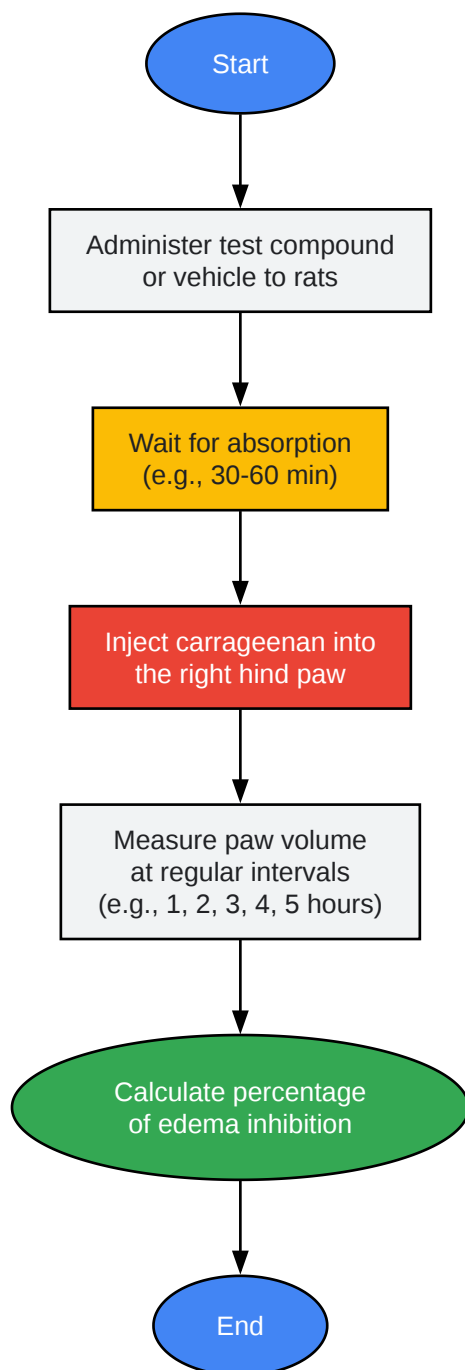 Start
Administer test compound
or vehicle to rats
Wait for absorption
(e.g., 30-60 min)
Inject carrageenan into
the right hind paw
Measure paw volume
at regular intervals
(e.g., 1, 2, 3, 4, 5 hours)
Calculate percentage
of edema inhibition
End